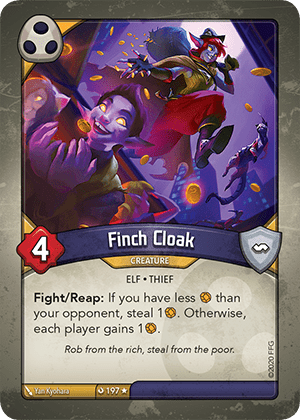 4
Finch Cloak
CREATURE
ELF • THIEF
Fight/Reap: If you have less than
your opponent, steal 1. Otherwise,
each player gains 1.
Rob from the rich, steal from the poor.
©2020 FFG
Yan Kyohara
197